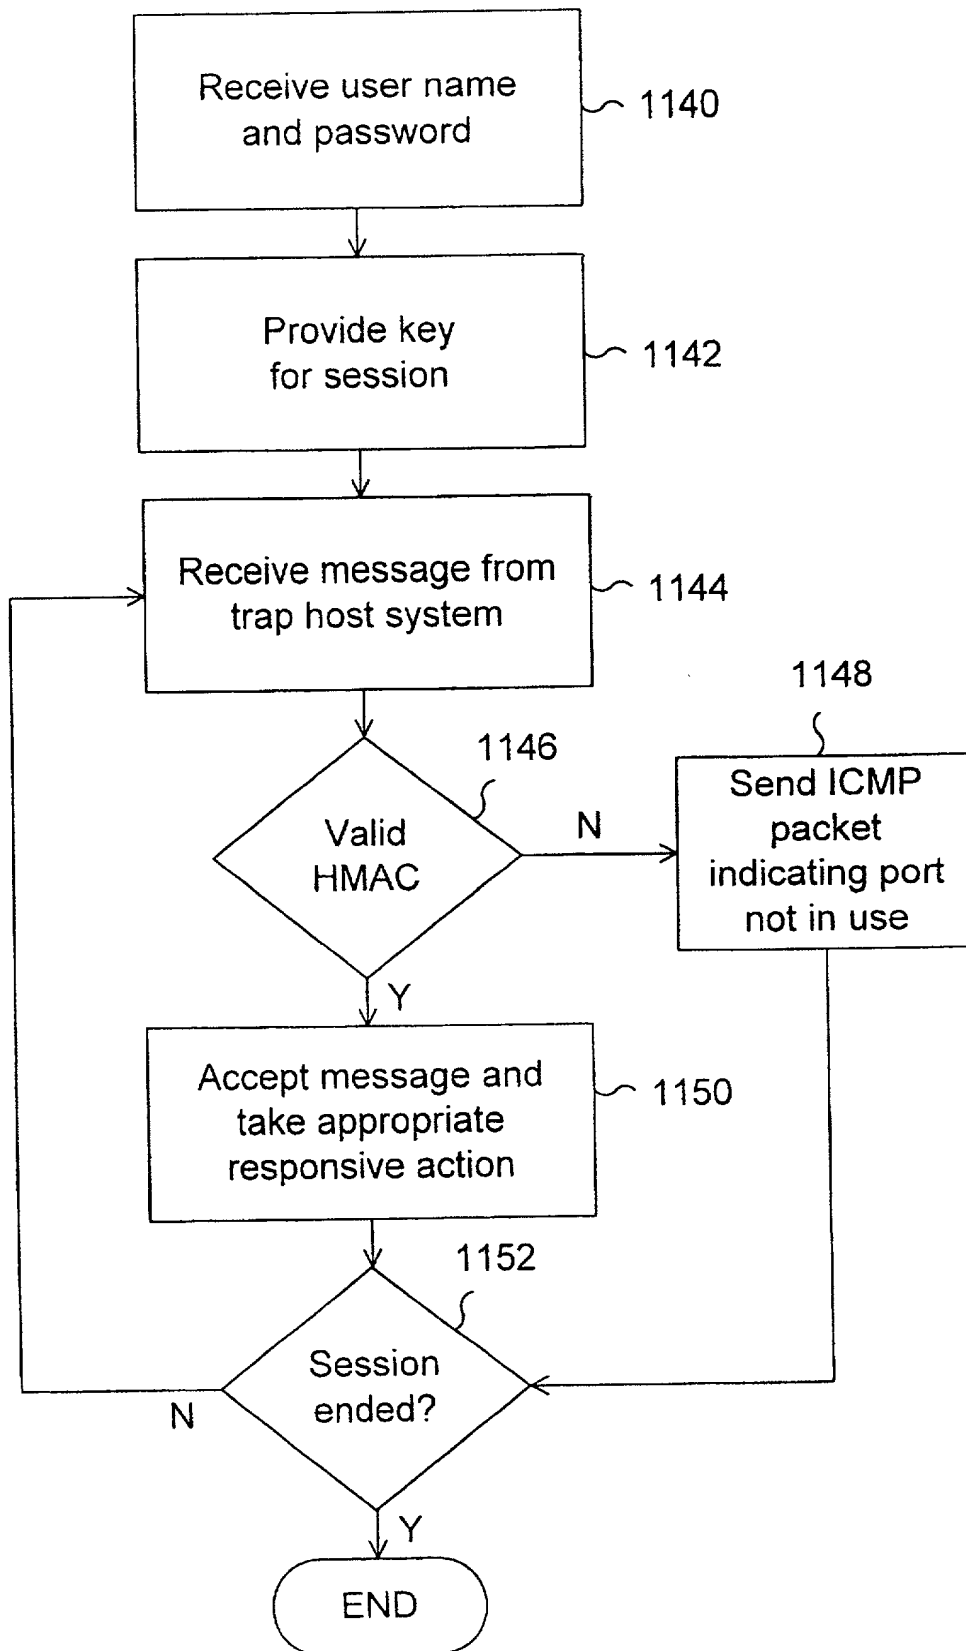 Receive user name
and password
1140
Provide key
for session
1142
Receive message from
trap host system
1144
1148
1146
Valid
HMAC
N
Send ICMP
packet
indicating port
not in use
Y
Accept message and
take appropriate
responsive action
1150
1152
Session
ended?
N
Y
END